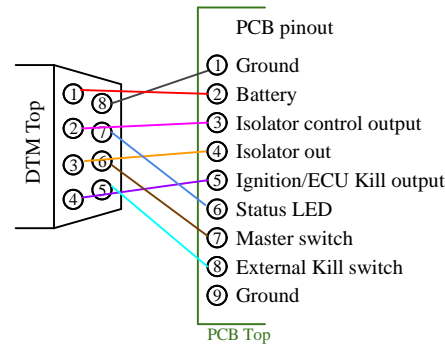 PCB pinout
DTM Top
1
2
3
4
8
7
6
5
1 Ground
2 Battery
3 Isolator control output
4 Isolator out
5 Ignition/ECU Kill output
6 Status LED
7 Master switch
8 External Kill switch
9 Ground
PCB Top